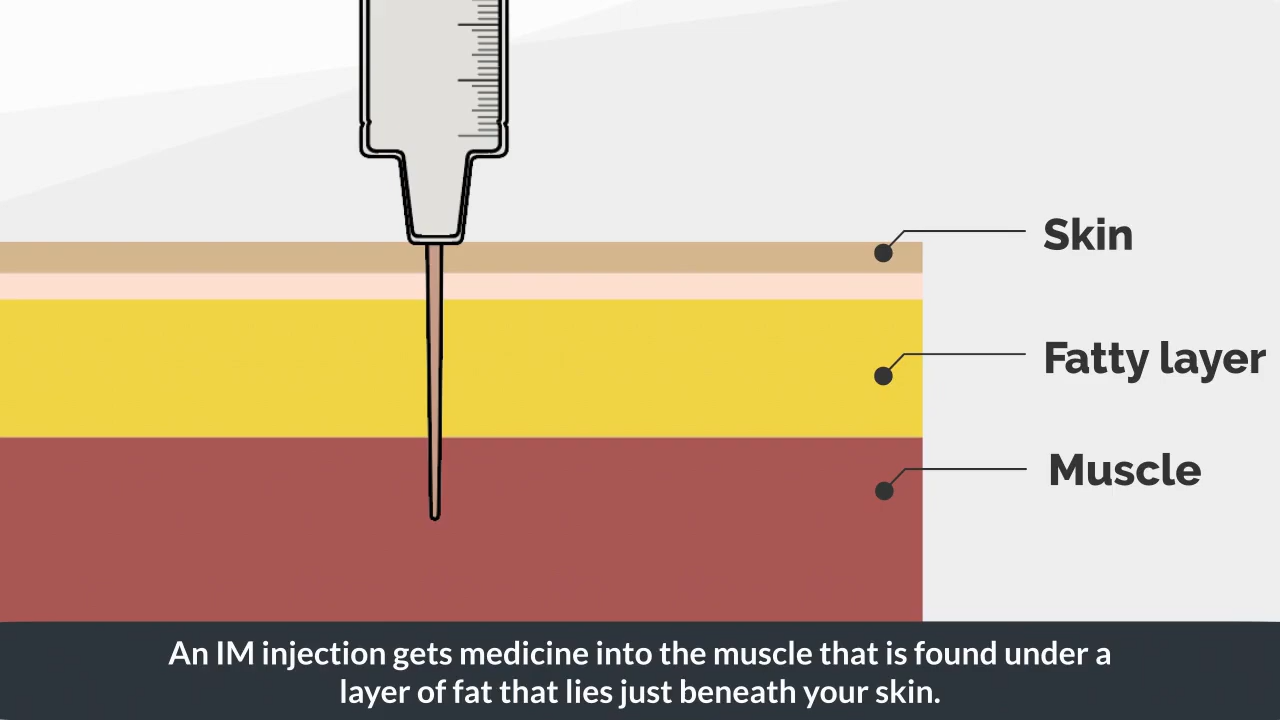 Skin
Fatty layer
Muscle
An IM injection gets medicine into the muscle that is found under a
layer of fat that lies just beneath your skin.